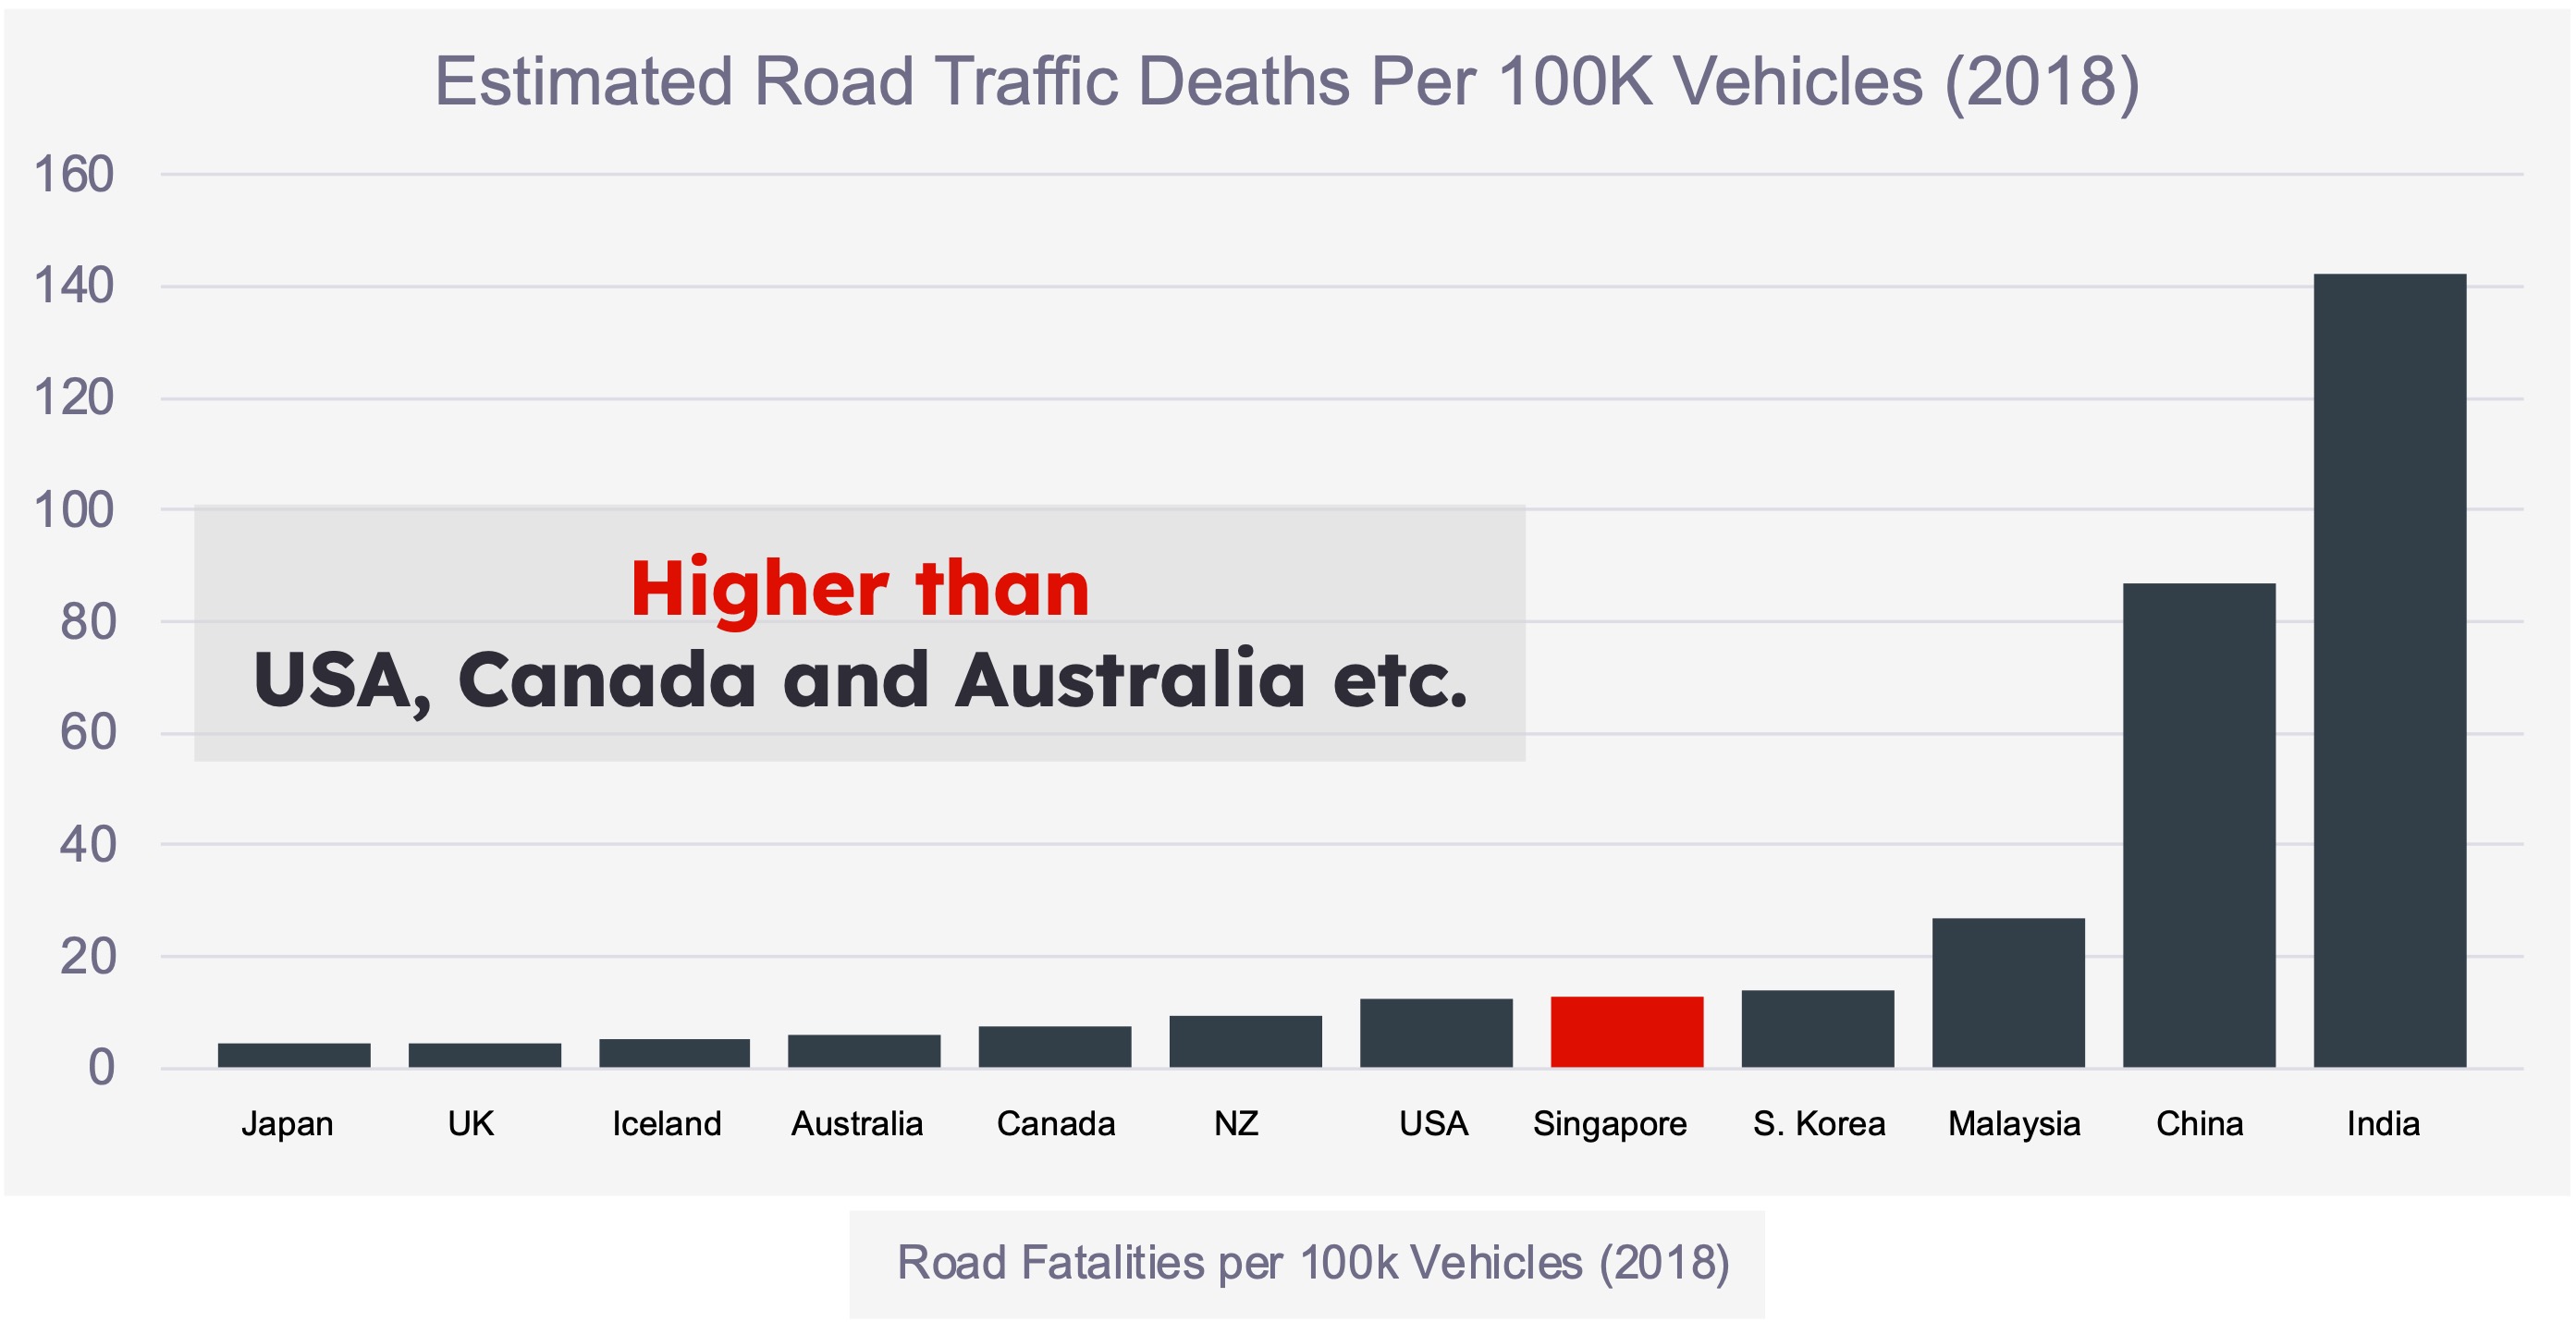 Estimated Road Traffic Deaths Per 100K Vehicles (2018)
160
140
120
100
80
60
40
20
0
Higher than
USA, Canada and Australia etc.
Japan UK Iceland Australia Canada NZ USA Singapore S. Korea Malaysia China India
Road Fatalities per 100k Vehicles (2018)